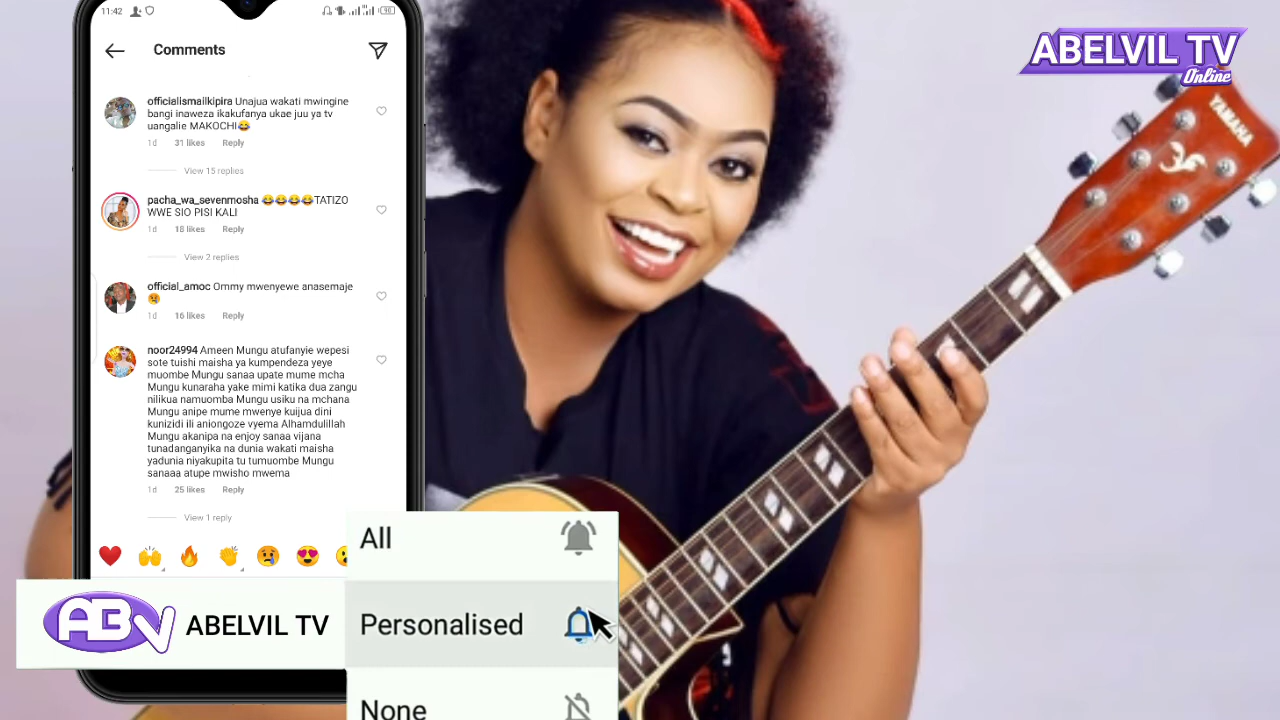 11:42
Comments
officialismailkipira Unajua wakati mwingine
bangi inaweza ikakufanya ukae juu ya tv
uangalie MAKOCHI😂
1d 31 likes Reply
View 15 replies
pacha_wa_sevenmosha 😂😂😂😂TATIZO
WWE SIO PISI KALI
1d 18 likes Reply
View 2 replies
official_amoc Ommy mwenyewe anasemaje
😢
1d 16 likes Reply
noor24994 Ameen Mungu atufanyie wepesi
sote tuishi maisha ya kumpendeza yeye
muombe Mungu sanaa upate mume mcha
Mungu kunaraha yake mimi katika dua zangu
nilikua namuomba Mungu usiku na mchana
Mungu anipe mume mwenye kuijua dini
kunizidi ili aniongoze vyema Alhamdulillah
Mungu akanipa na enjoy sanaa vijana
tunadanganyika na dunia wakati maisha
yadunia niyakupita tu tumuombe Mungu
sanaaa atupe mwisho mwema
1d 25 likes Reply
View 1 reply
ABV ABELVIL TV
All
Personalised
None
ABELVIL TV
Online
YAMAHA